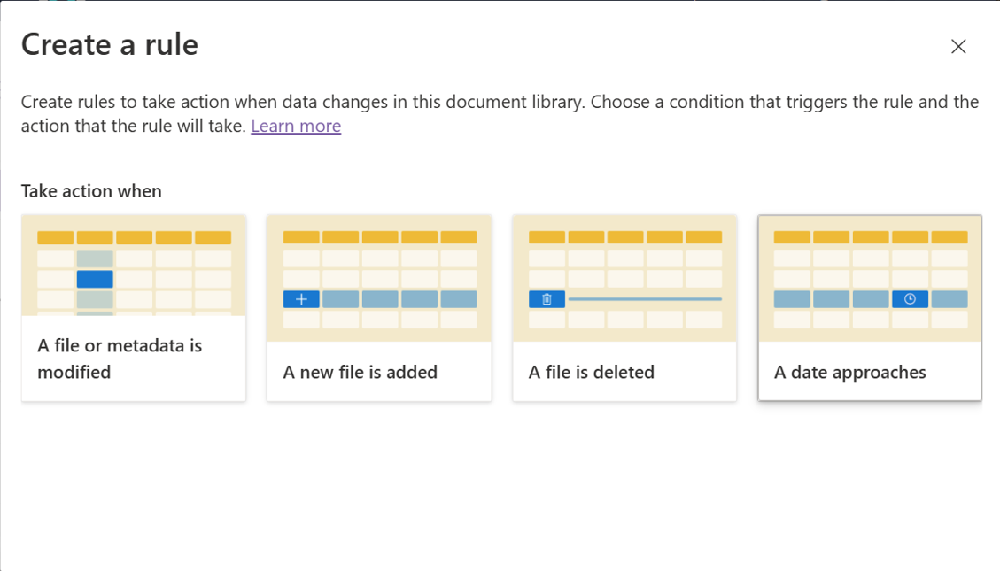 Create a rule
Create rules to take action when data changes in this document library. Choose a condition that triggers the rule and the
action that the rule will take. Learn more
Take action when
A file or metadata is
modified
A new file is added
A file is deleted
A date approaches